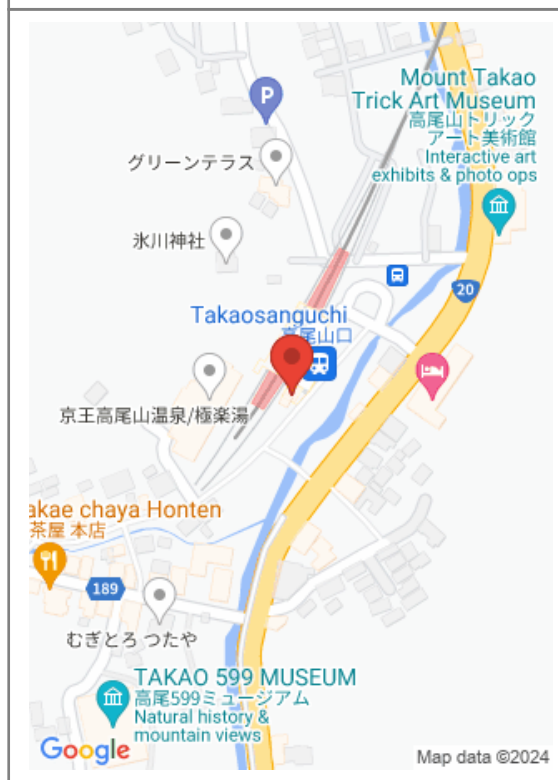 Mount Takao
Trick Art Museum
高尾山トリック
アート美術館
Interactive art
exhibits & photo ops
P
グリーンテラス
氷川神社
20
Takaosanguchi
高尾山口
京王高尾山温泉/極楽湯
akae chaya Honten
茶屋 本店
189
むぎとろ つたや
TAKAO 599 MUSEUM
高尾599ミュージアム
Natural history &
mountain views
Google
Map data ©2024